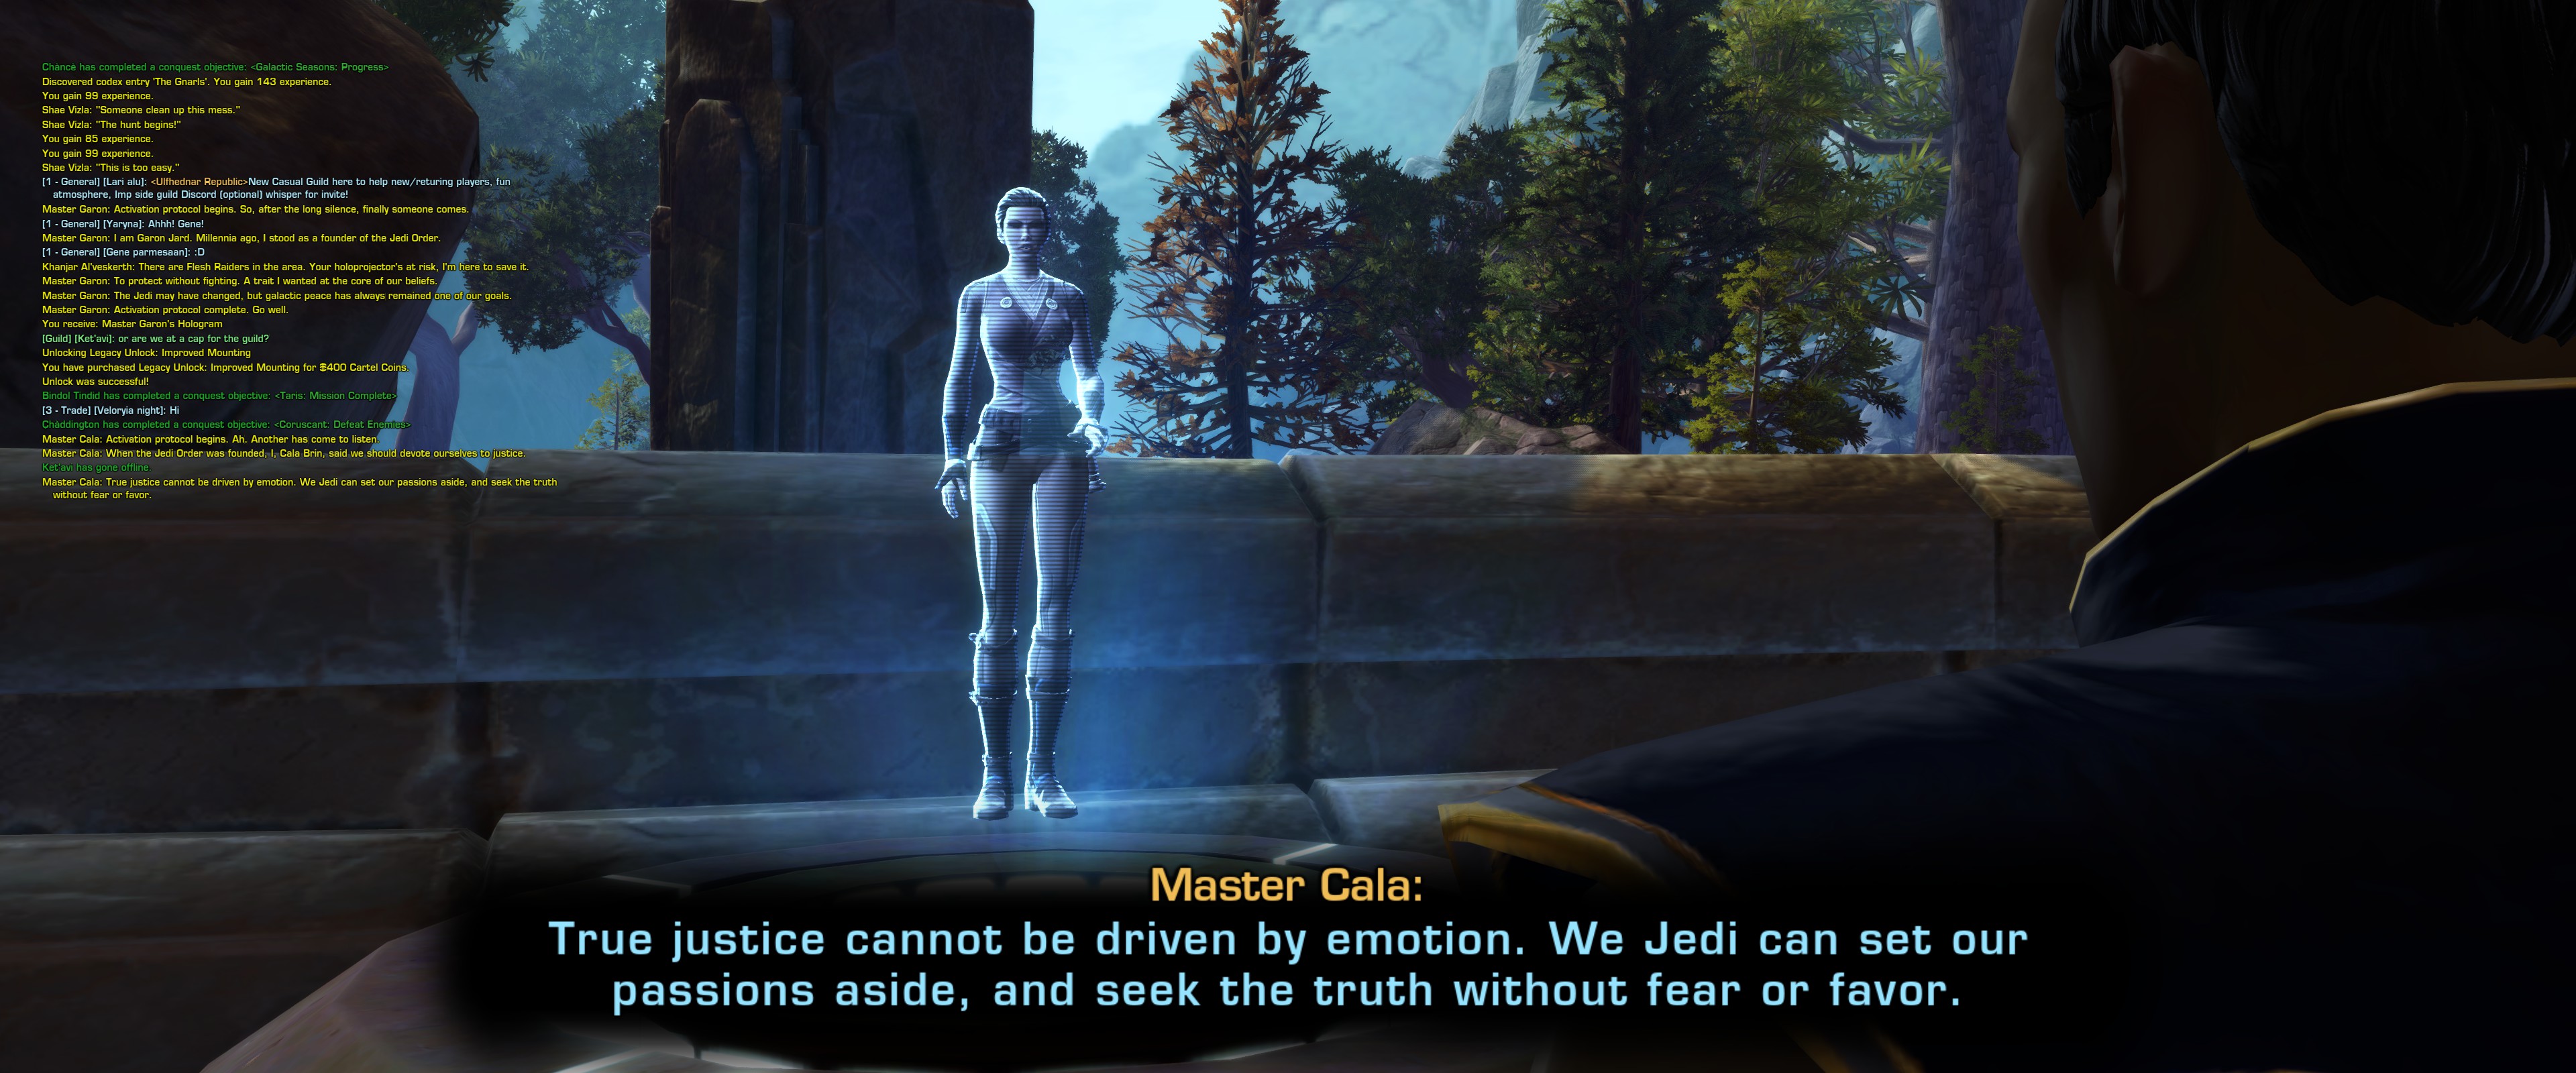 Chàncè has completed a conquest objective: <Galactic Seasons: Progress>
Discovered codex entry 'The Gnarls'. You gain 143 experience.
You gain 99 experience.
Shae Vizla: "Someone clean up this mess."
Shae Vizla: "The hunt begins!"
You gain 85 experience.
You gain 99 experience.
Shae Vizla: "This is too easy."
[1 - General] [Lari alu]: <Ulfhednar Republic>New Casual Guild here to help new/returing players, fun
atmosphere, Imp side guild Discord (optional) whisper for invite!
Master Garon: Activation protocol begins. So, after the long silence, finally someone comes.
[1 - General] [Yaryna]: Ahhh! Gene!
Master Garon: I am Garon Jard. Millennia ago, I stood as a founder of the Jedi Order.
[1 - General] [Gene parmesaan]: :D
Khanjar Al'veskerth: There are Flesh Raiders in the area. Your holoprojector's at risk, I'm here to save it.
Master Garon: To protect without fighting. A trait I wanted at the core of our beliefs.
Master Garon: The Jedi may have changed, but galactic peace has always remained one of our goals.
Master Garon: Activation protocol complete. Go well.
You receive: Master Garon's Hologram
[Guild] [Ket'avi]: or are we at a cap for the guild?
Unlocking Legacy Unlock: Improved Mounting
You have purchased Legacy Unlock: Improved Mounting for 400 Cartel Coins.
Unlock was successful!
Bindol Tindid has completed a conquest objective: <Taris: Mission Complete>
[3 - Trade] [Veloryia night]: Hi
Chàddington has completed a conquest objective: <Coruscant: Defeat Enemies>
Master Cala: Activation protocol begins. Ah. Another has come to listen.
Master Cala: When the Jedi Order was founded, I, Cala Brin, said we should devote ourselves to justice.
Ket'avi has gone offline.
Master Cala: True justice cannot be driven by emotion. We Jedi can set our passions aside, and seek the truth
without fear or favor.
Master Cala:
True justice cannot be driven by emotion. We Jedi can set our
passions aside, and seek the truth without fear or favor.